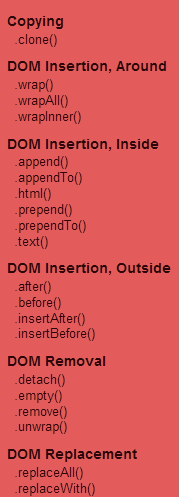 Copying
.clone()
DOM Insertion, Around
.wrap()
.wrapAll()
.wrapInner()
DOM Insertion, Inside
.append()
.appendTo()
.html()
.prepend()
.prependTo()
.text()
DOM Insertion, Outside
.after()
.before()
.insertAfter()
.insertBefore()
DOM Removal
.detach()
.empty()
.remove()
.unwrap()
DOM Replacement
.replaceAll()
.replaceWith()